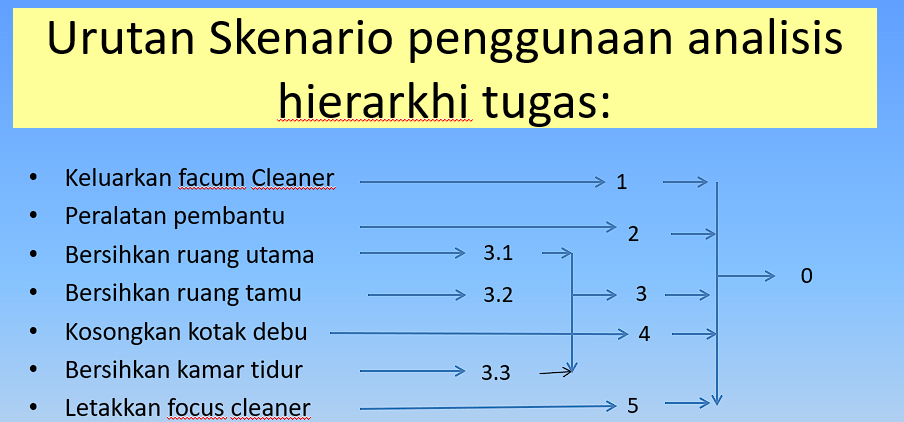 Urutan Skenario penggunaan analisis
hierarkhi tugas:
• Keluarkan facum Cleaner 1
• Peralatan pembantu 2
• Bersihkan ruang utama 3.1
0
• Bersihkan ruang tamu 3.2 3
• Kosongkan kotak debu 4
• Bersihkan kamar tidur 3.3
• Letakkan focus cleaner 5